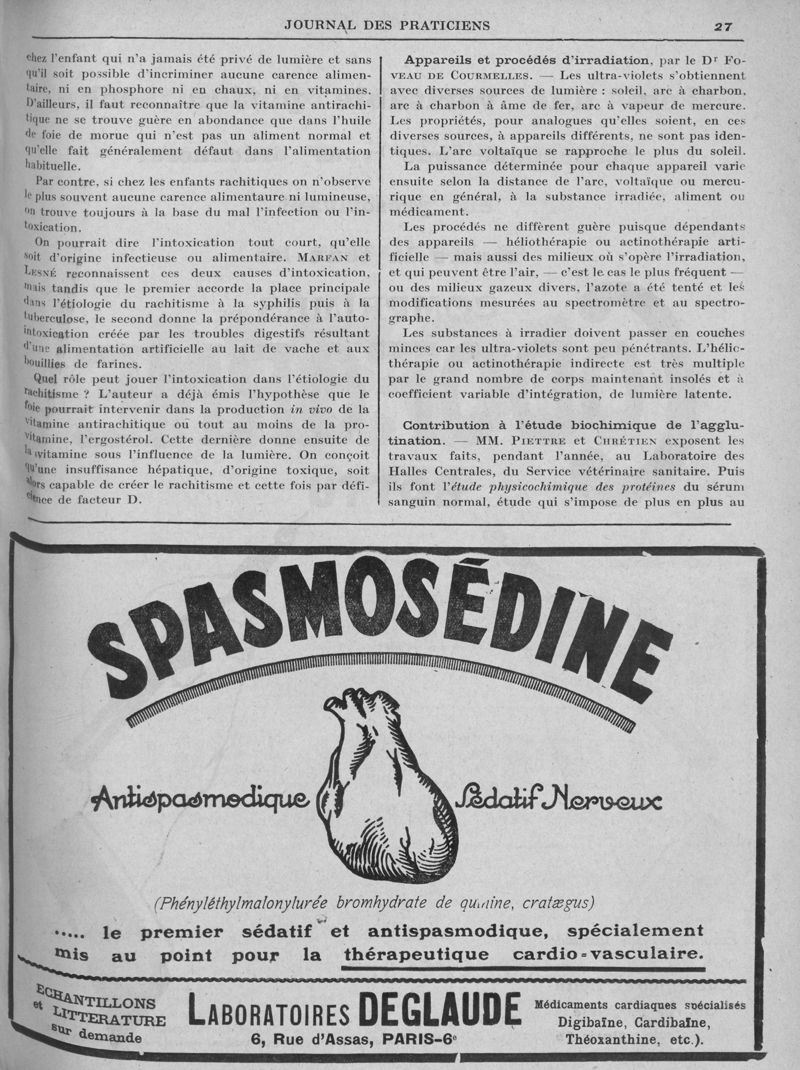 JOURNAL DES PRATICIENS
27
chez l'enfant qui n'a jamais été privé de lumière et sans
qu'il soit possible d'incriminer aucune carence alimen-
taire, ni en phosphore ni en chaux, ni en vitamines.
D'ailleurs, il faut reconnaître que la vitamine antirachi-
tique ne se trouve guère en abondance que dans l'huile
de foie de morue qui n'est pas un aliment normal et
qu'elle fait généralement défaut dans l'alimentation
habituelle.
Par contre, si chez les enfants rachitiques on n'observe
le plus souvent aucune carence alimentaure ni lumineuse,
on trouve toujours à la base du mal l'infection ou l'in-
toxication.
On pourrait dire l'intoxication tout court, qu'elle
soit d'origine infectieuse ou alimentaire. MARFAN et
LESNÉ reconnaissent ces deux causes d'intoxication,
mais tandis que le premier accorde la place principale
dans l'étiologie du rachitisme à la syphilis puis à la
tuberculose, le second donne la prépondérance à l'auto-
intoxication créée par les troubles digestifs résultant
d'une alimentation artificielle au lait de vache et aux
bouillies de farines.
Quel rôle peut jouer l'intoxication dans l'étiologie du
rachitisme ? L'auteur a déjà émis l'hypothèse que le
foie pourrait intervenir dans la production in vivo de la
vitamine antirachitique ou tout au moins de la pro-
vitamine, l'ergostérol. Cette dernière donne ensuite de
la vitamine sous l'influence de la lumière. On conçoit
qu'une insuffisance hépatique, d'origine toxique, soit
alors capable de créer le rachitisme et cette fois par défi-
cience de facteur D.
Appareils et procédés d'irradiation, par le Dr FO-
VEAU DE COURMELLES. — Les ultra-violets s'obtiennent
avec diverses sources de lumière : soleil, arc à charbon,
arc à charbon à âme de fer, arc à vapeur de mercure.
Les propriétés, pour analogues qu'elles soient, en ces
diverses sources, à appareils différents, ne sont pas iden-
tiques. L'arc voltaïque se rapproche le plus du soleil.
La puissance déterminée pour chaque appareil varie
ensuite selon la distance de l'arc, voltaïque ou mercu-
rique en général, à la substance irradiée, aliment ou
médicament.
Les procédés ne diffèrent guère puisque dépendants
des appareils — héliothérapie ou actinothérapie arti-
ficielle — mais aussi des milieux où s'opère l'irradiation,
et qui peuvent être l'air, — c'est le cas le plus fréquent —
ou des milieux gazeux divers, l'azote a été tenté et les
modifications mesurées au spectromètre et au spectro-
graphe.
Les substances à irradier doivent passer en couches
minces car les ultra-violets sont peu pénétrants. L'hélio-
thérapie ou actinothérapie indirecte est très multiple
par le grand nombre de corps maintenant insolés et à
coefficient variable d'intégration, de lumière latente.
Contribution à l'étude biochimique de l'agglu-
tination. — MM. PIETTRE et CHRÉTIEN exposent les
travaux faits, pendant l'année, au Laboratoire des
Halles Centrales, du Service vétérinaire sanitaire. Puis
ils font l'étude physicochimique des protéines du sérum
sanguin normal, étude qui s'impose de plus en plus au
SPASMOSÉDINE
Antispasmodique Sédatif Nerveux
(Phényléthylmalonylurée bromhydrate de quinine, cratægus)
..... le premier sédatif et antispasmodique, spécialement
mis au point pour la thérapeutique cardio-vasculaire.
ECHANTILLONS
et LITTERATURE
sur demande
LABORATOIRES DEGLAUDE
6, Rue d'Assas, PARIS-6e
Médicaments cardiaques spécialisés
Digibaïne, Cardibaïne,
Théoxanthine, etc.).